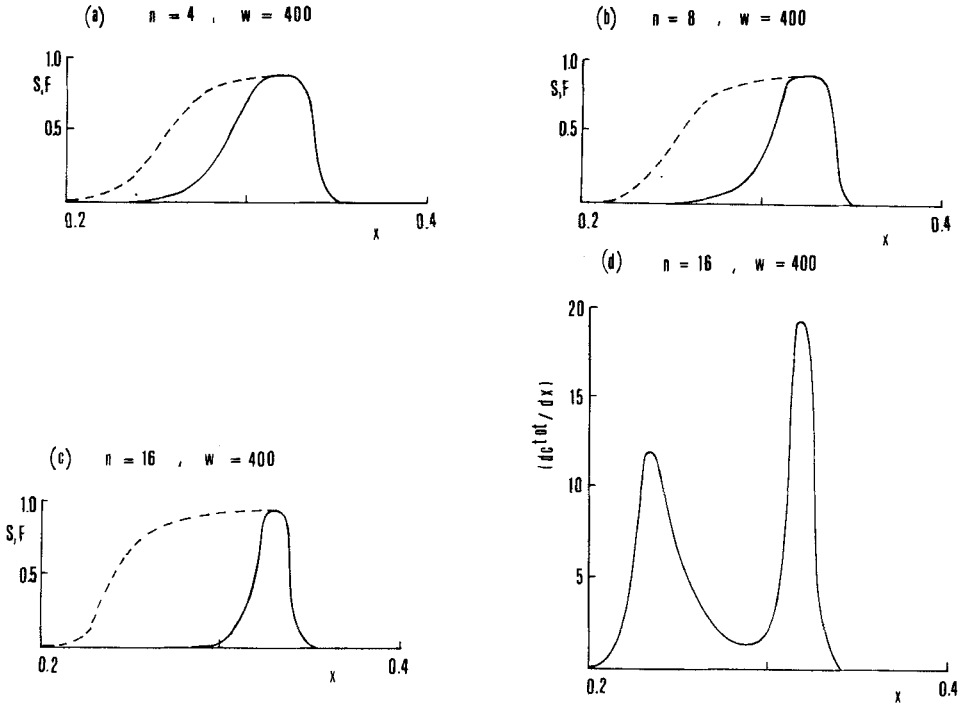 (a) n = 4 , w = 400
1.0
S,F
0.5
0.2
0.4
x
(b) n = 8 , w = 400
1.0
S,F
0.5
0.2
0.4
x
(c) n = 16 , w = 400
1.0
S,F
0.5
0.2
0.4
x
(d) n = 16 , w = 400
20
15
10
5
(dc^tot/dx)
0.2
0.4
x